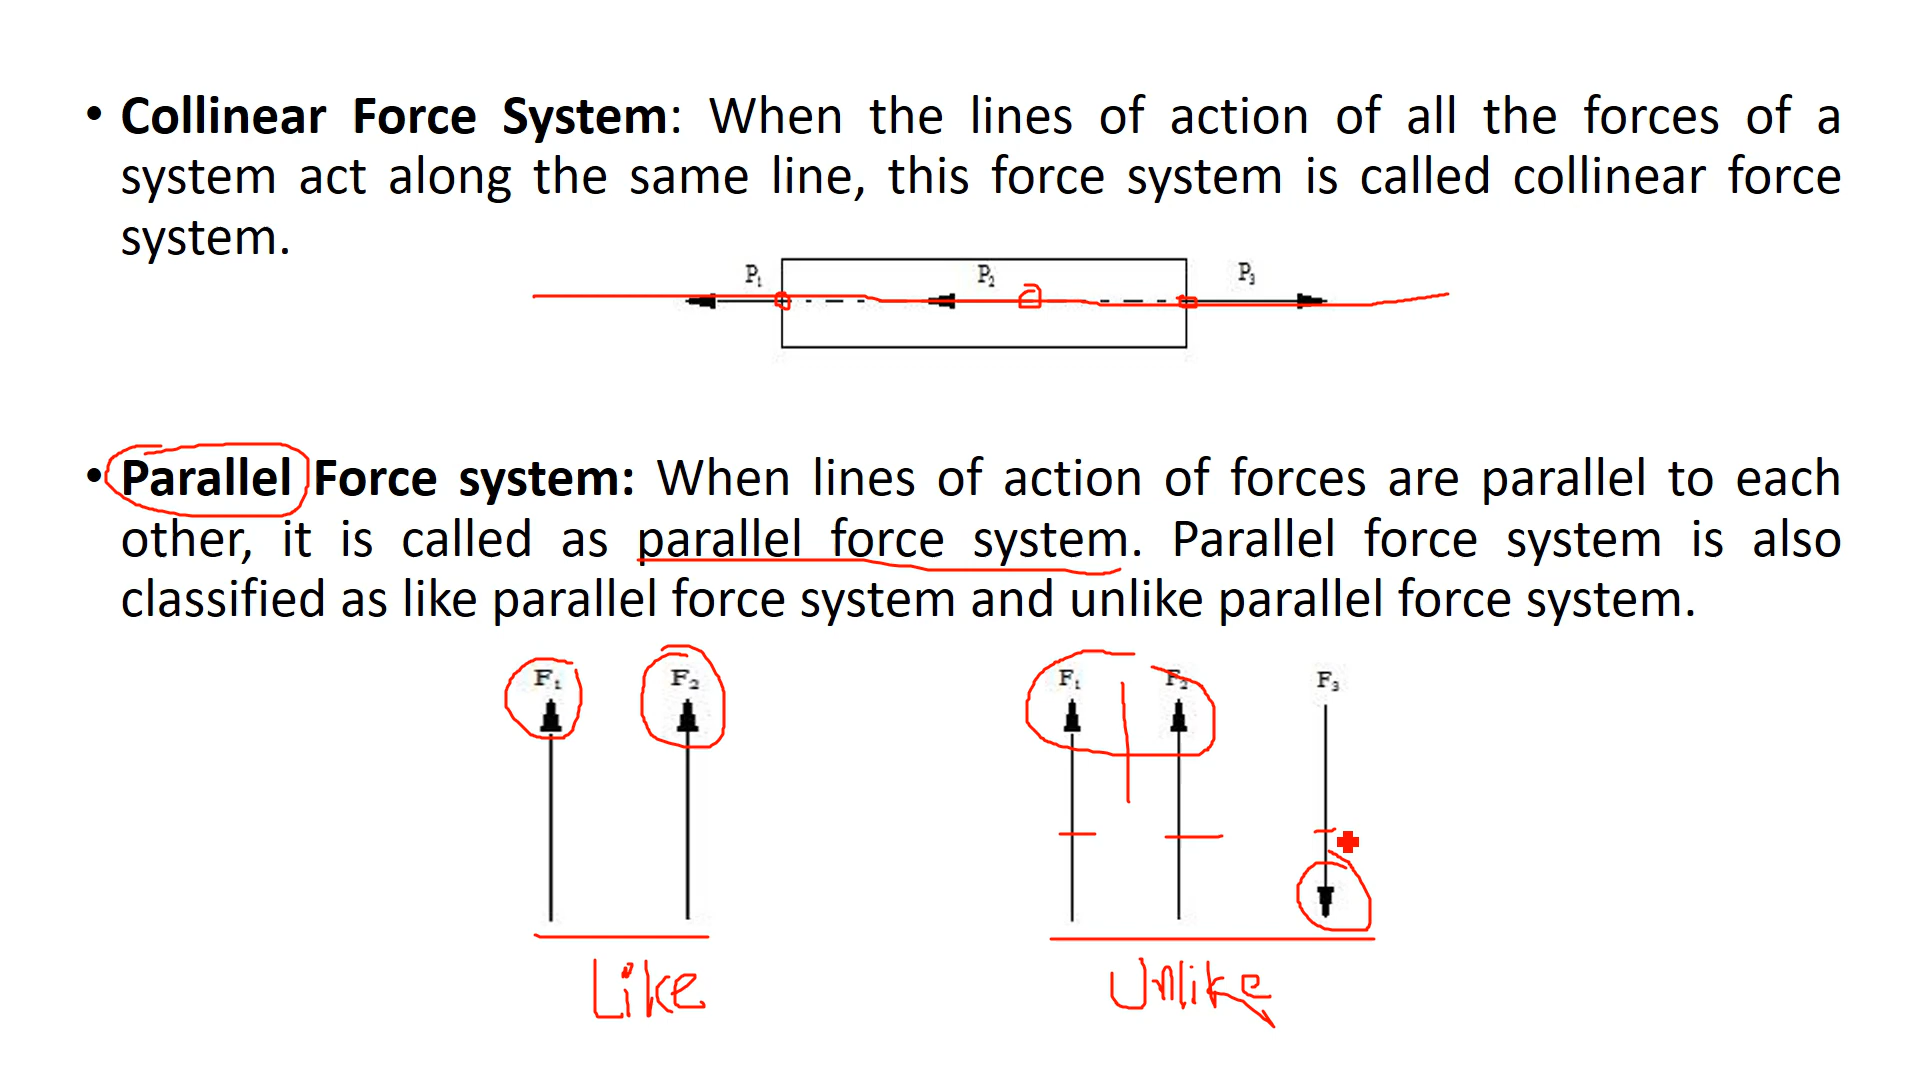 • Collinear Force System: When the lines of action of all the forces of a
system act along the same line, this force system is called collinear force
system.
P₁ P₂ P₃
• Parallel Force system: When lines of action of forces are parallel to each
other, it is called as parallel force system. Parallel force system is also
classified as like parallel force system and unlike parallel force system.
F₁ F₂ F₁ F₂ F₃
Like Unlike